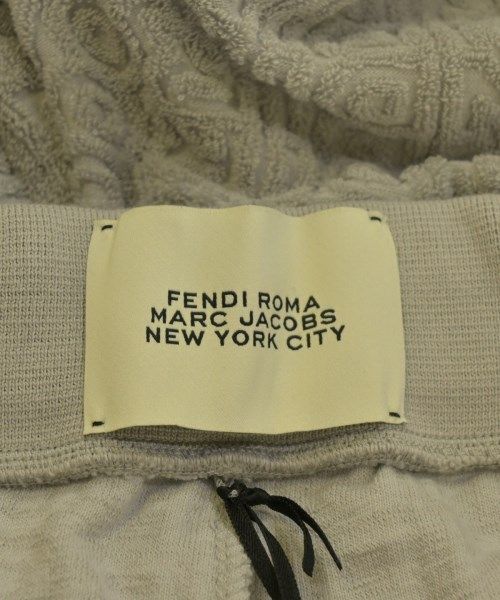 FENDI ROMA
MARC JACOBS
NEW YORK CITY